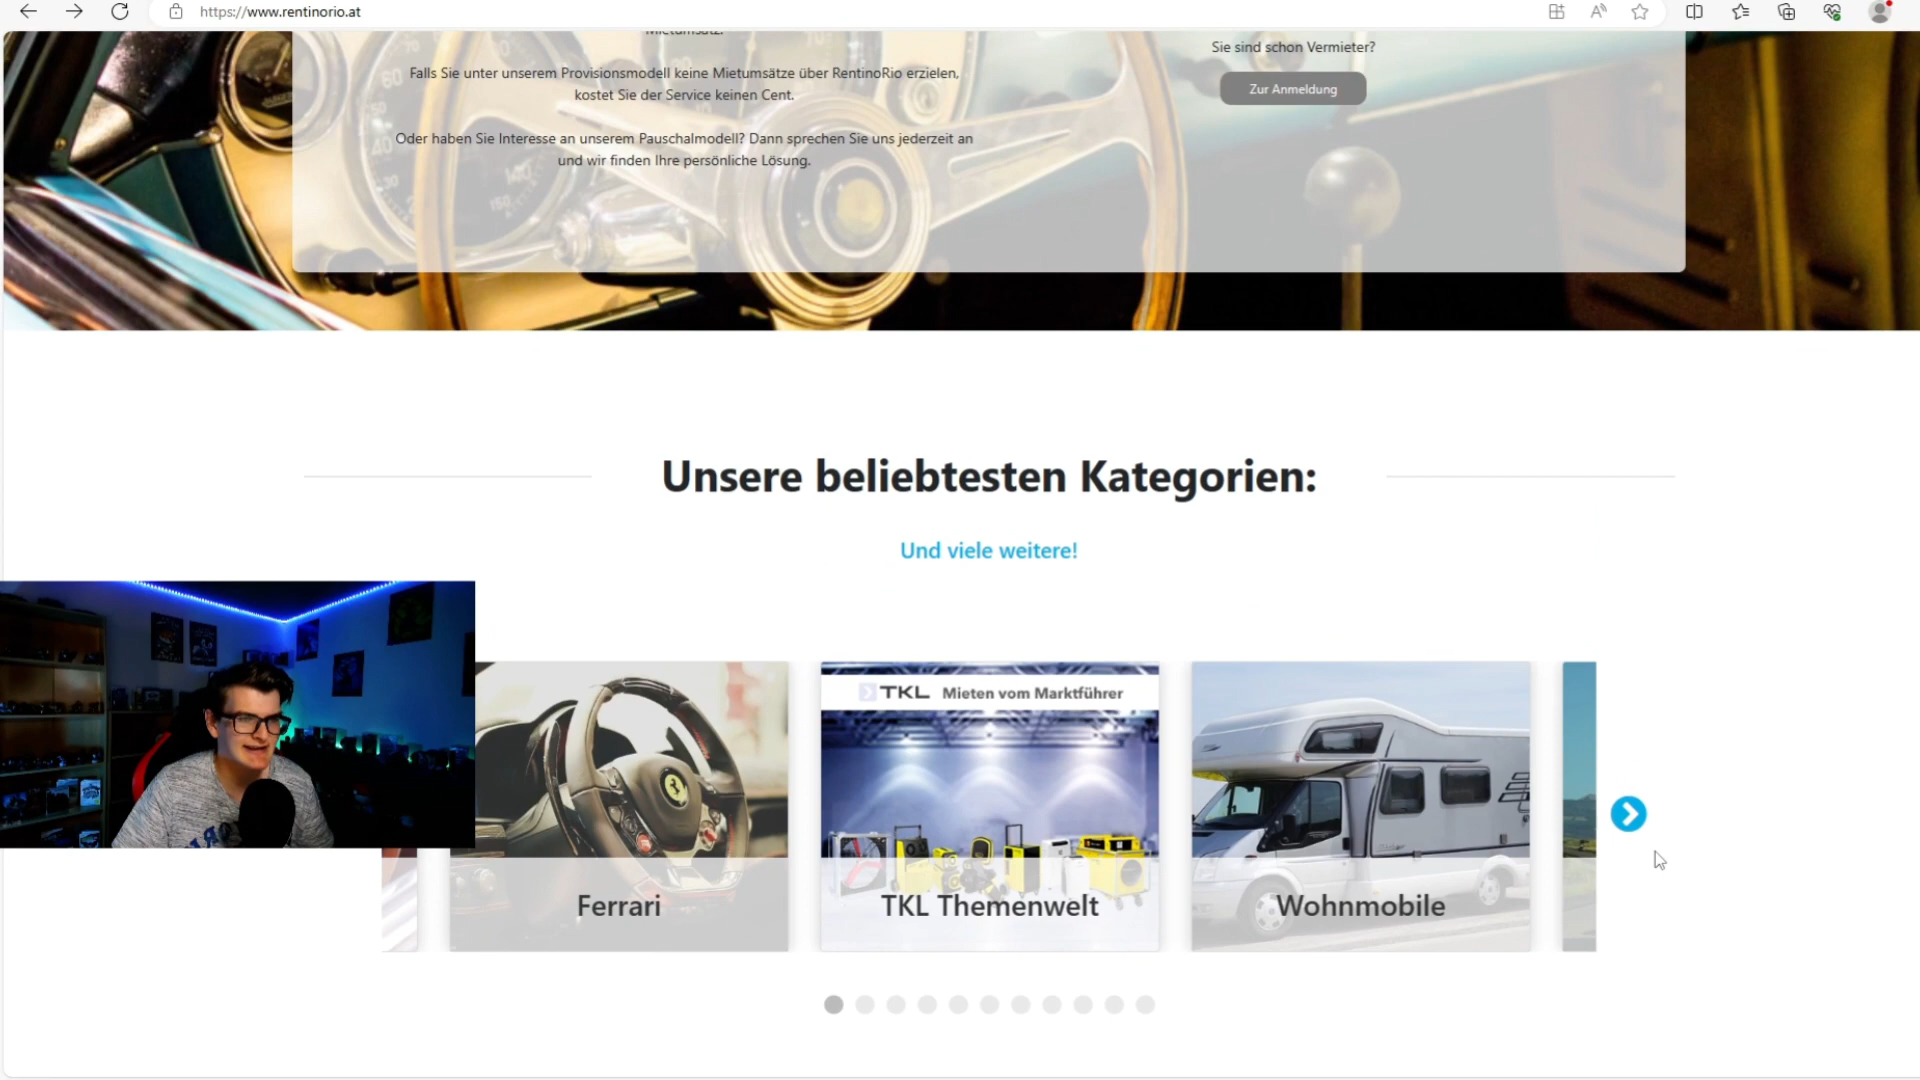 https://www.rentinorio.at
Mietumsatz.
Falls Sie unter unserem Provisionsmodell keine Mietumsätze über RentinoRio erzielen,
kostet Sie der Service keinen Cent.
Oder haben Sie Interesse an unserem Pauschalmodell? Dann sprechen Sie uns jederzeit an
und wir finden Ihre persönliche Lösung.
Sie sind schon Vermieter?
Zur Anmeldung
Unsere beliebtesten Kategorien:
Und viele weitere!
TKL Mieten vom Marktführer
Ferrari
TKL Themenwelt
Wohnmobile